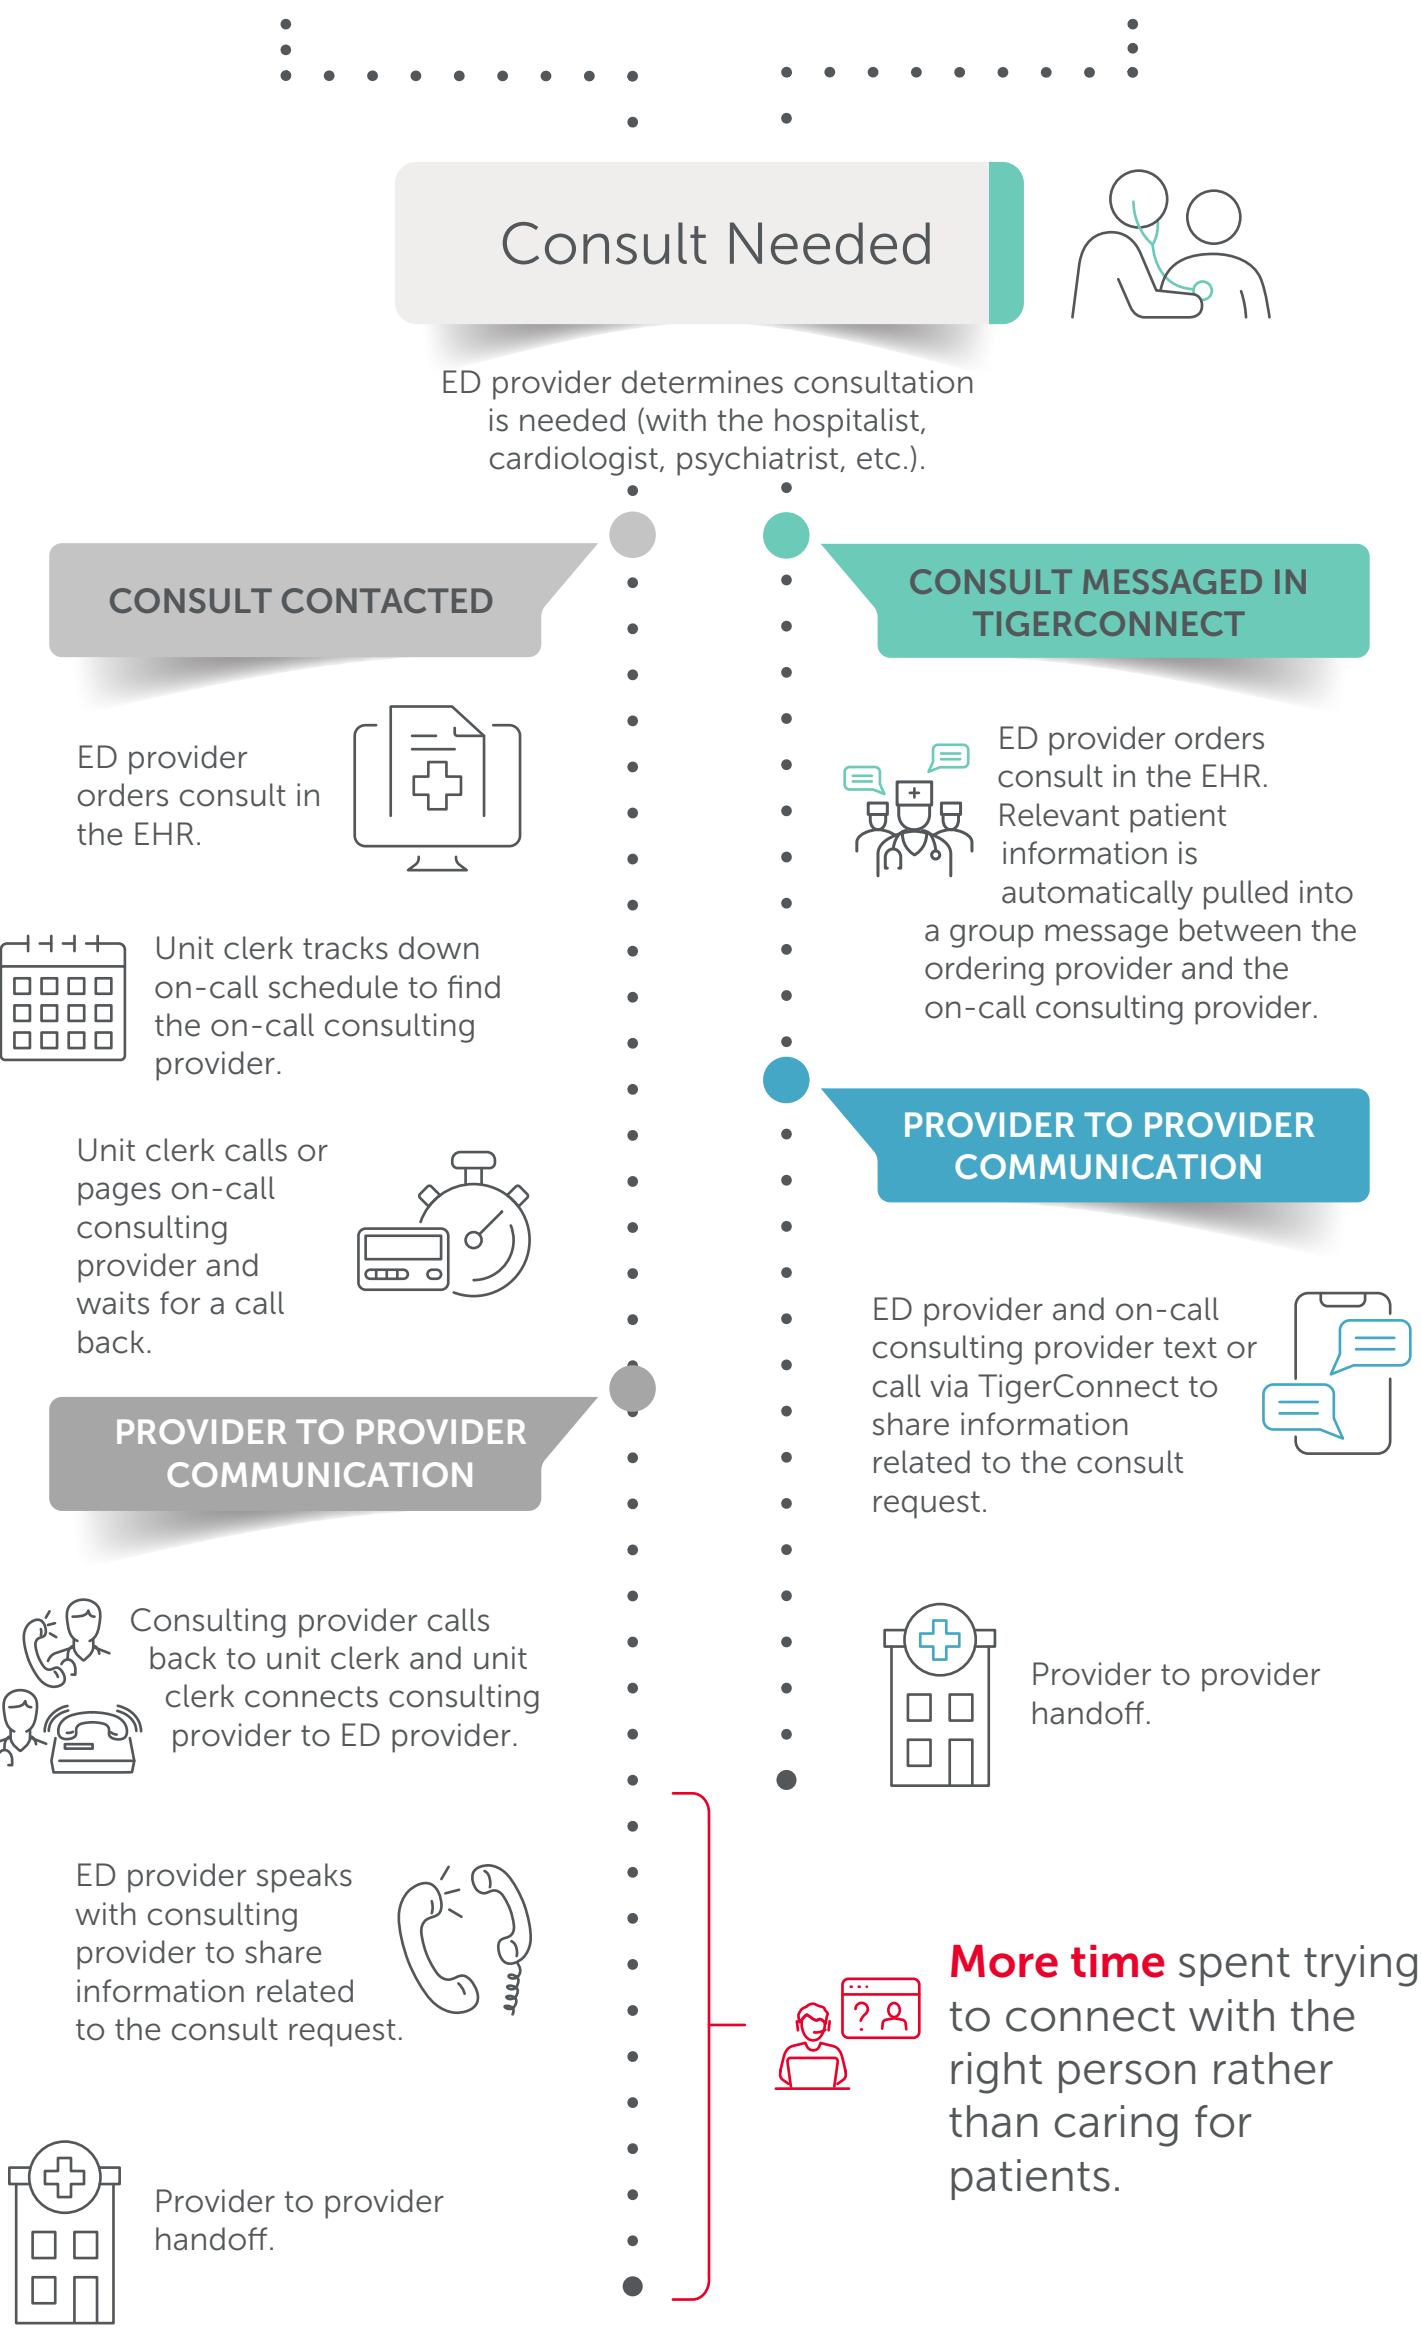 Consult Needed
ED provider determines consultation
is needed (with the hospitalist,
cardiologist, psychiatrist, etc.).
CONSULT CONTACTED
ED provider
orders consult in
the EHR.
Unit clerk tracks down
on-call schedule to find
the on-call consulting
provider.
Unit clerk calls or
pages on-call
consulting
provider and
waits for a call
back.
PROVIDER TO PROVIDER
COMMUNICATION
Consulting provider calls
back to unit clerk and unit
clerk connects consulting
provider to ED provider.
ED provider speaks
with consulting
provider to share
information related
to the consult request.
Provider to provider
handoff.
CONSULT MESSAGED IN
TIGERCONNECT
ED provider orders
consult in the EHR.
Relevant patient
information is
automatically pulled into
a group message between the
ordering provider and the
on-call consulting provider.
PROVIDER TO PROVIDER
COMMUNICATION
ED provider and on-call
consulting provider text or
call via TigerConnect to
share information
related to the consult
request.
Provider to provider
handoff.
?
More time spent trying
to connect with the
right person rather
than caring for
patients.